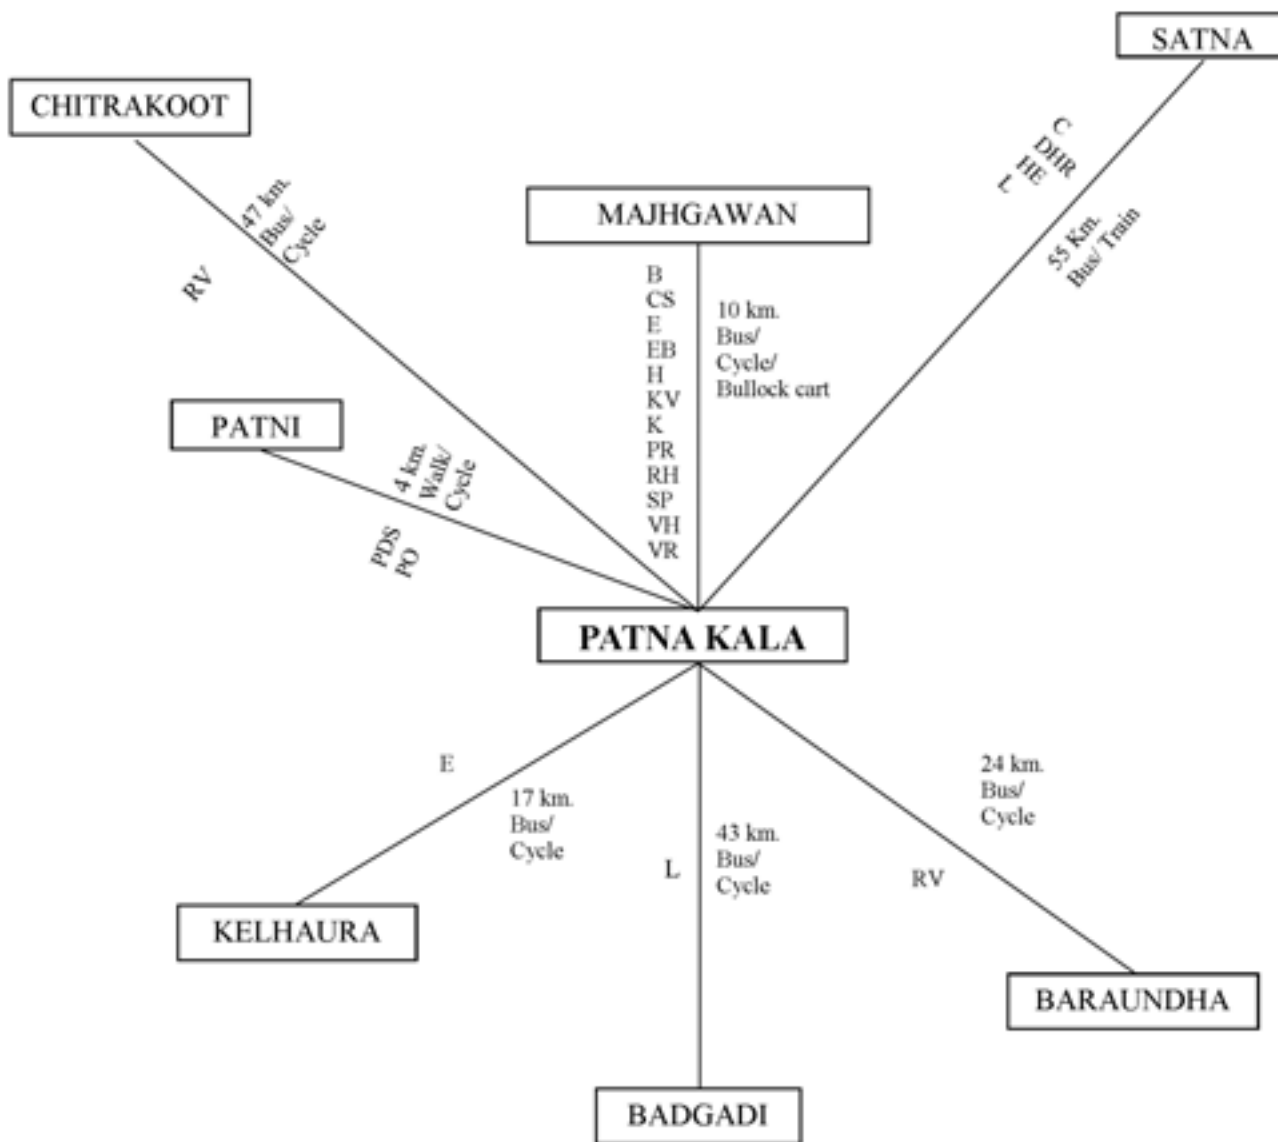 SATNA
CHITRAKOOT
C
DHR
HE
L
55 Km.
Bus/ Train
47 km.
Bus/
Cycle
RV
MAJHGAWAN
B
CS
E
EB
H
KV
K
PR
RH
SP
VH
VR
10 km.
Bus/
Cycle/
Bullock cart
PATNI
4 km.
Walk/
Cycle
PDS
PO
PATNA KALA
E
17 km.
Bus/
Cycle
KELHAURA
L
43 km.
Bus/
Cycle
BADGADI
24 km.
Bus/
Cycle
RV
BARAUNDHA